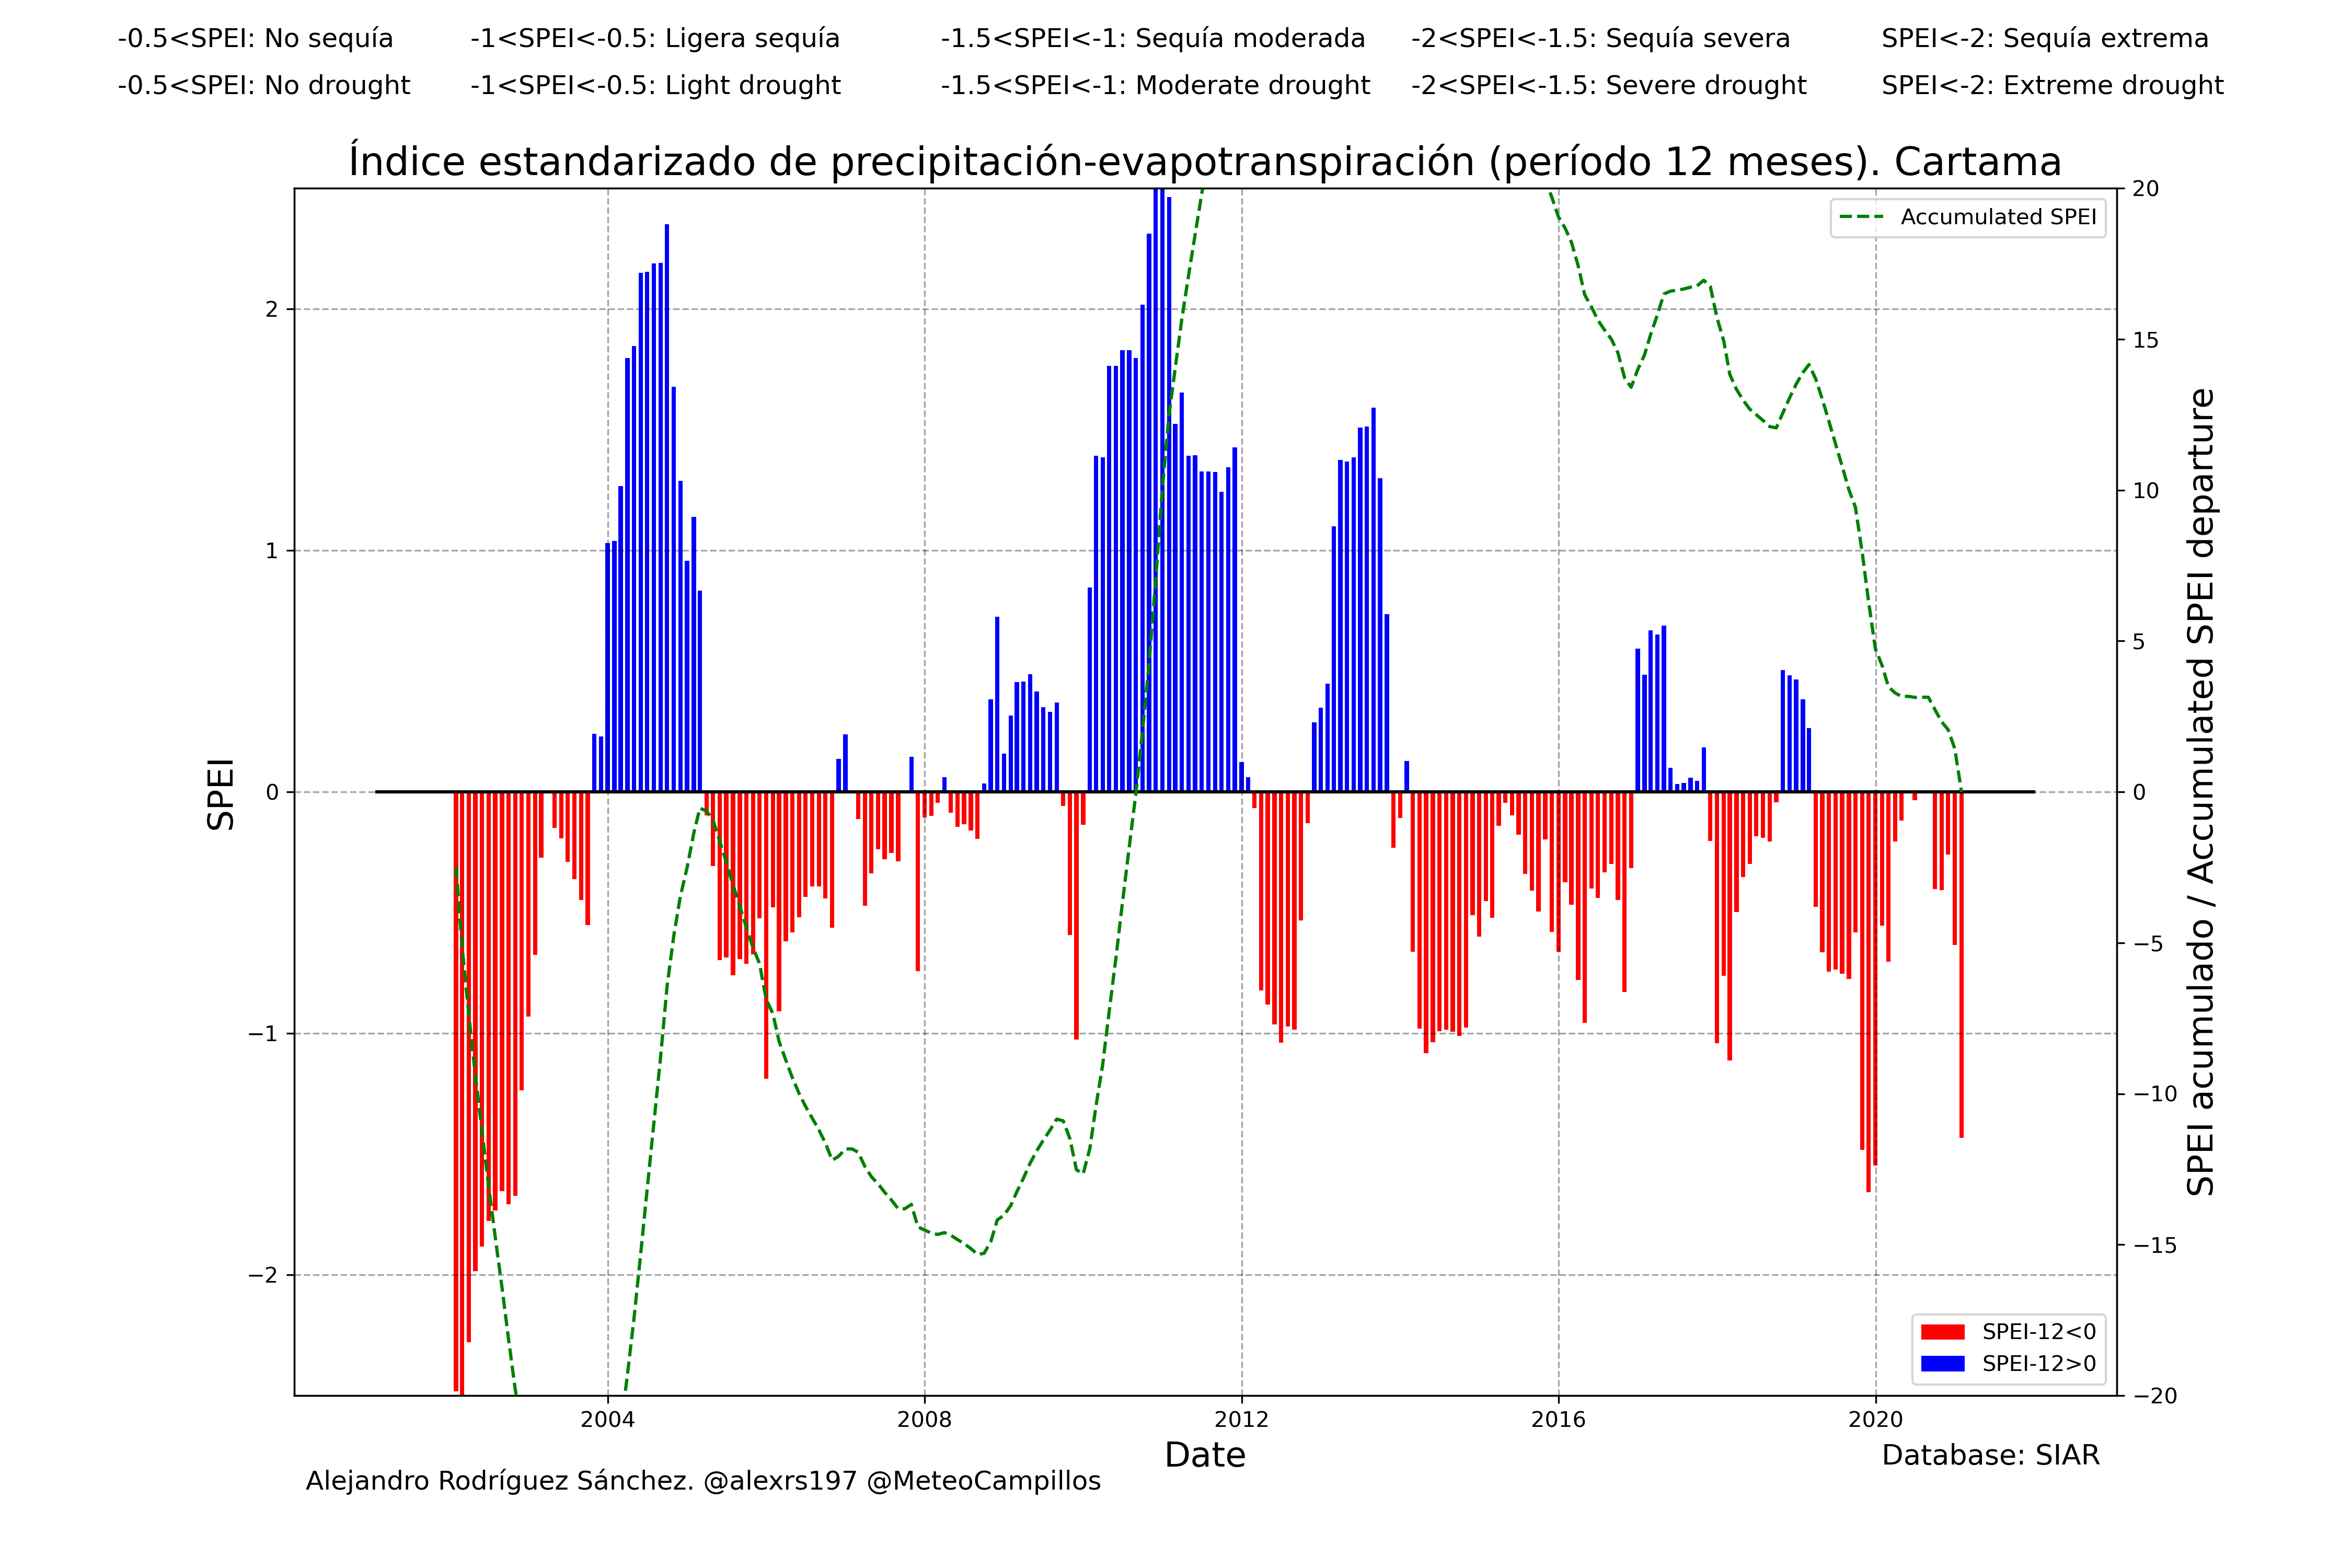 -0.5<SPEI: No sequía -1<SPEI<-0.5: Ligera sequía -1.5<SPEI<-1: Sequía moderada -2<SPEI<-1.5: Sequía severa SPEI<-2: Sequía extrema
-0.5<SPEI: No drought -1<SPEI<-0.5: Light drought -1.5<SPEI<-1: Moderate drought -2<SPEI<-1.5: Severe drought SPEI<-2: Extreme drought
Índice estandarizado de precipitación-evapotranspiración (período 12 meses). Cartama
Accumulated SPEI
SPEI
2
1
0
−1
−2
20
15
10
5
0
−5
−10
−15
−20
SPEI acumulado / Accumulated SPEI departure
SPEI-12<0
SPEI-12>0
2004 2008 2012 2016 2020
Date
Database: SIAR
Alejandro Rodríguez Sánchez. @alexrs197 @MeteoCampillos